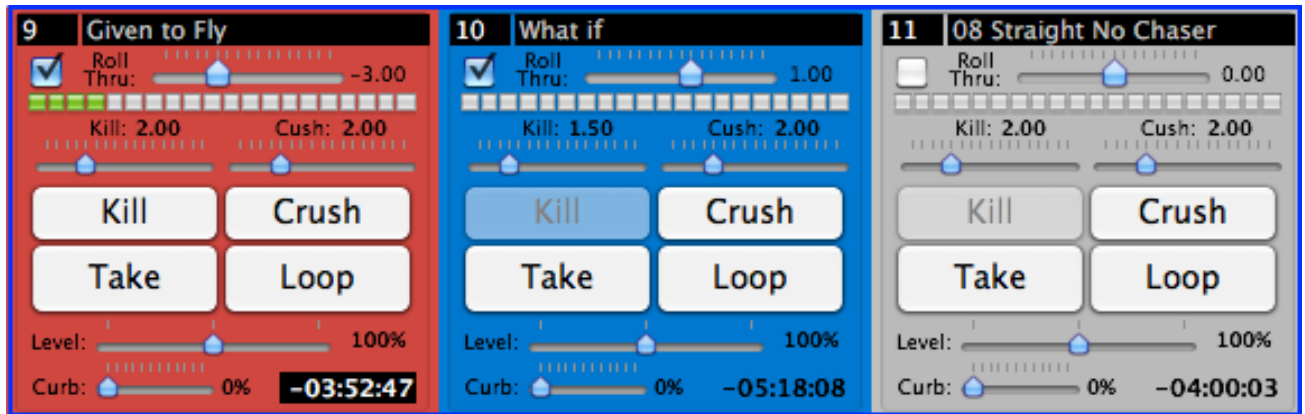 9 Given to Fly
Roll
Thru: -3.00
Kill: 2.00 Cush: 2.00
Kill Crush
Take Loop
Level: 100%
Curb: 0% -03:52:47
10 What if
Roll
Thru: 1.00
Kill: 1.50 Cush: 2.00
Kill Crush
Take Loop
Level: 100%
Curb: 0% -05:18:08
11 08 Straight No Chaser
Roll
Thru: 0.00
Kill: 2.00 Cush: 2.00
Kill Crush
Take Loop
Level: 100%
Curb: 0% -04:00:03